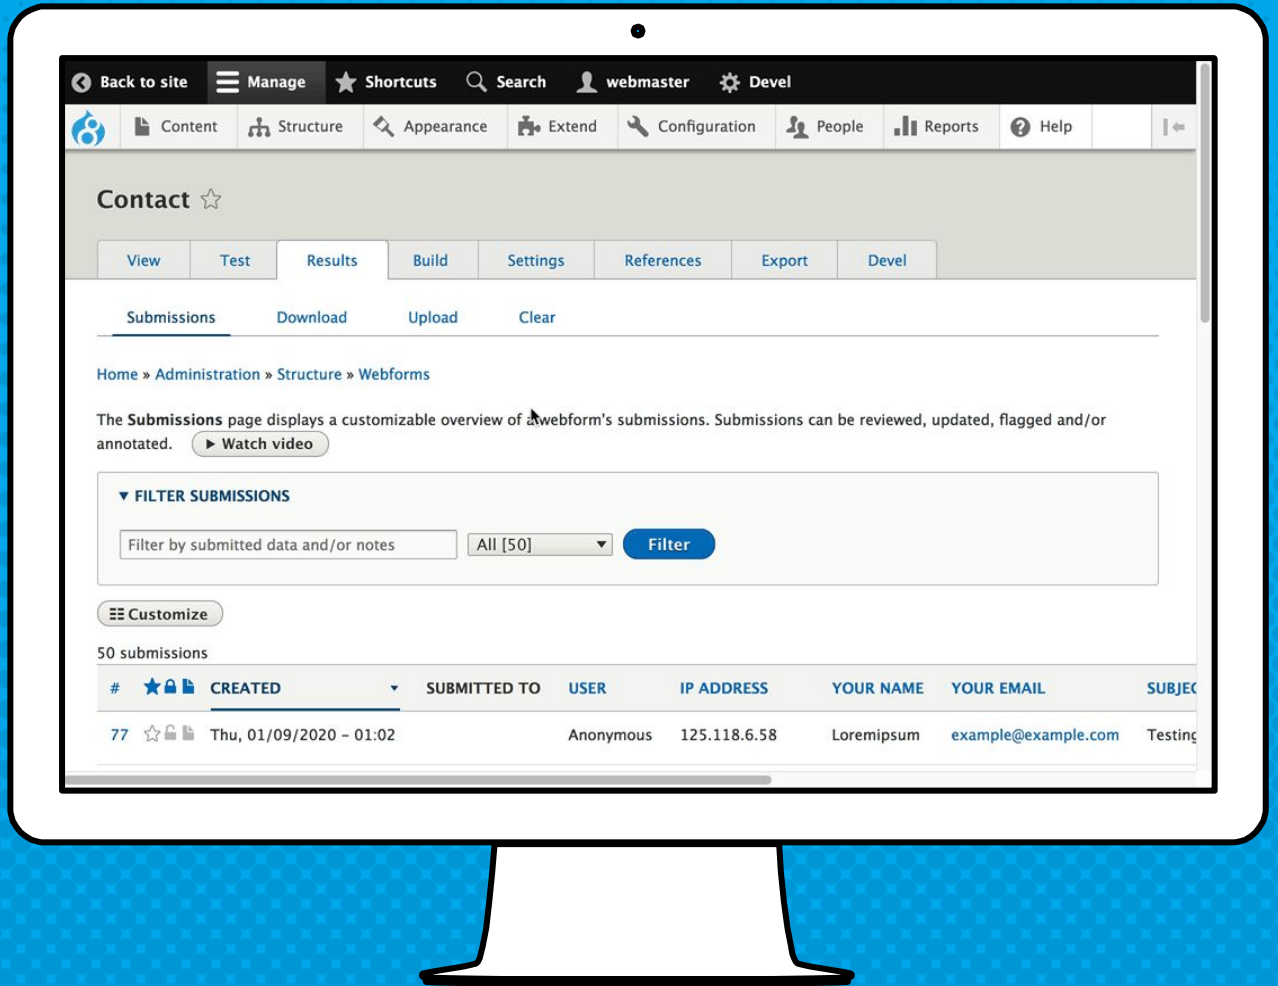 Back to site Manage Shortcuts Search webmaster Devel
Content Structure Appearance Extend Configuration People Reports Help
Contact
View Test Results Build Settings References Export Devel
Submissions Download Upload Clear
Home » Administration » Structure » Webforms
The Submissions page displays a customizable overview of a webform's submissions. Submissions can be reviewed, updated, flagged and/or
annotated. Watch video
FILTER SUBMISSIONS
Filter by submitted data and/or notes All [50] Filter
Customize
50 submissions
# CREATED SUBMITTED TO USER IP ADDRESS YOUR NAME YOUR EMAIL SUBJEC
77 Thu, 01/09/2020 - 01:02 Anonymous 125.118.6.58 Loremipsum example@example.com Testing